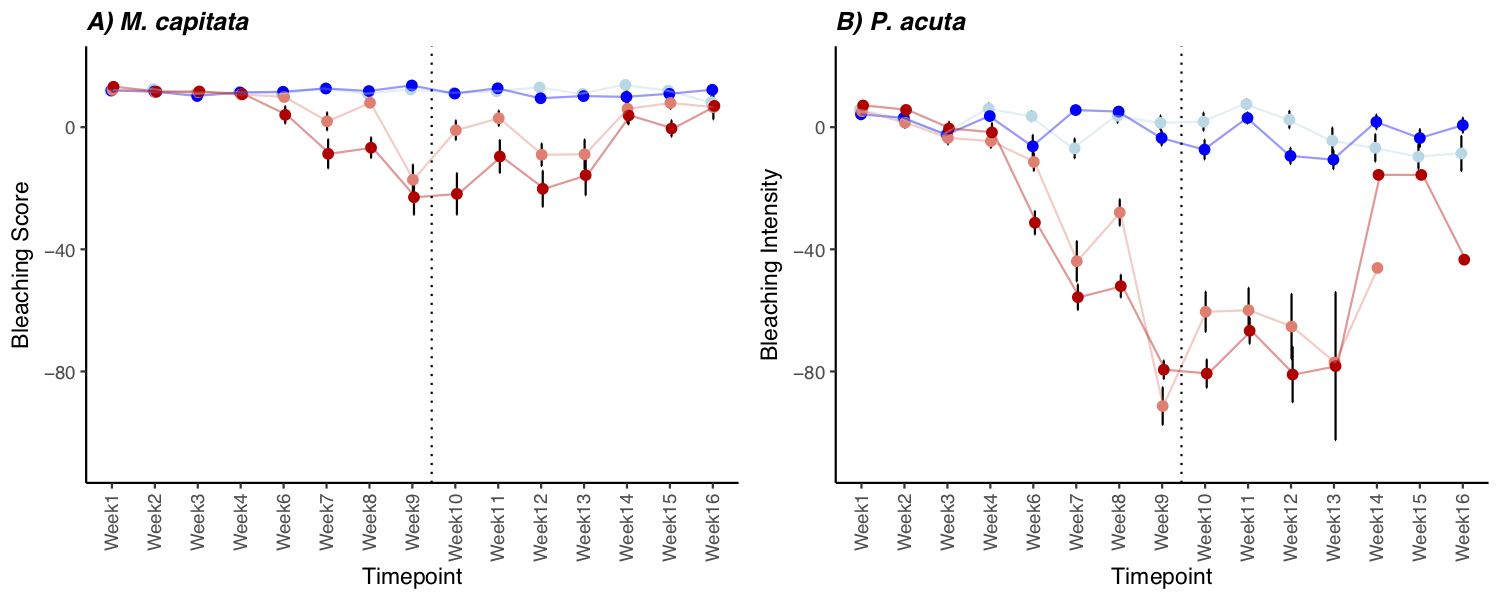 A) M. capitata
Bleaching Score
0
−40
−80
Week1
Week2
Week3
Week4
Week6
Week7
Week8
Week9
Week10
Week11
Week12
Week13
Week14
Week15
Week16
Timepoint
B) P. acuta
Bleaching Intensity
0
−40
−80
Week1
Week2
Week3
Week4
Week6
Week7
Week8
Week9
Week10
Week11
Week12
Week13
Week14
Week15
Week16
Timepoint